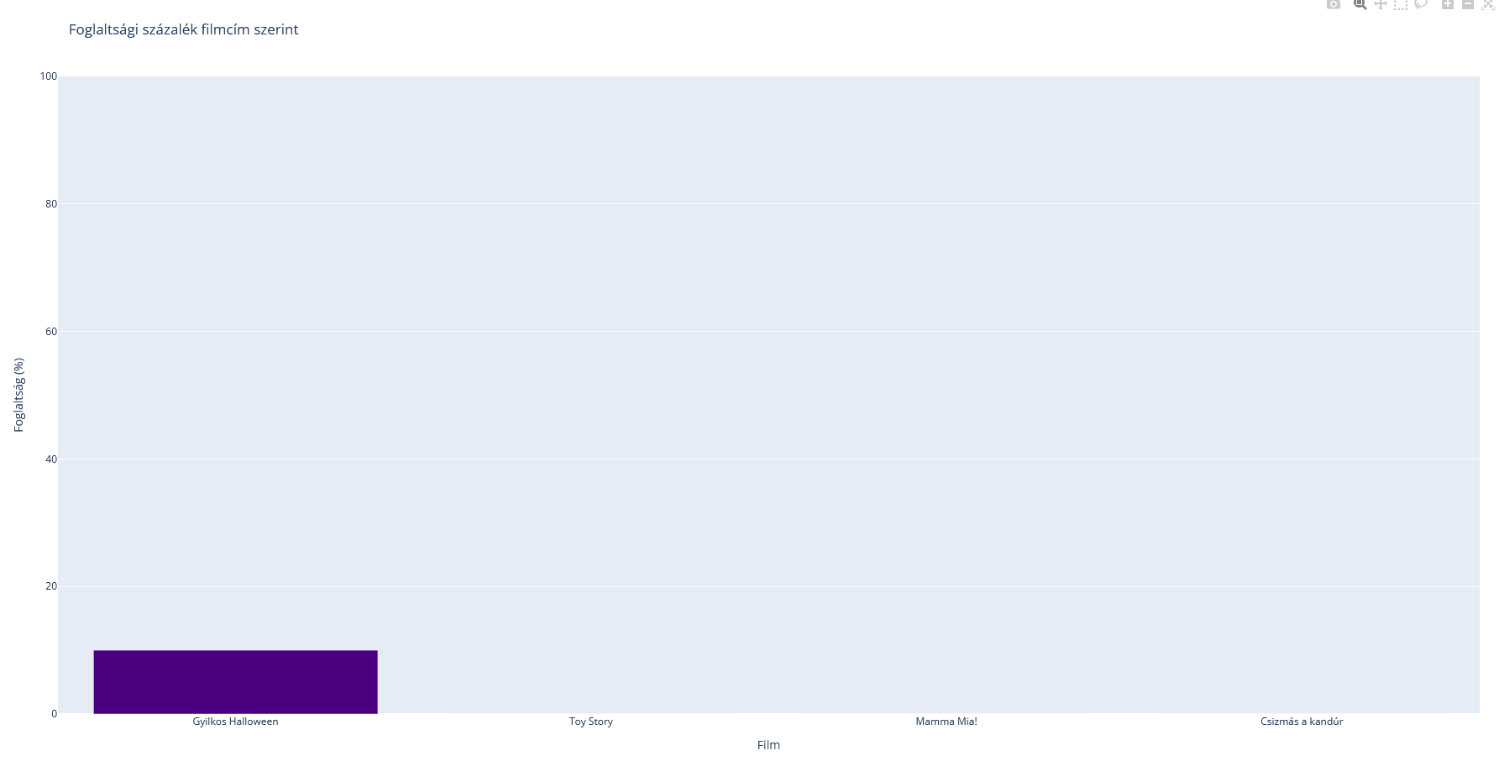 Foglaltsági százalék filmcím szerint
100
80
60
40
20
0
Foglaltság (%)
Gyilkos Halloween
Toy Story
Mamma Mia!
Csizmás a kandúr
Film